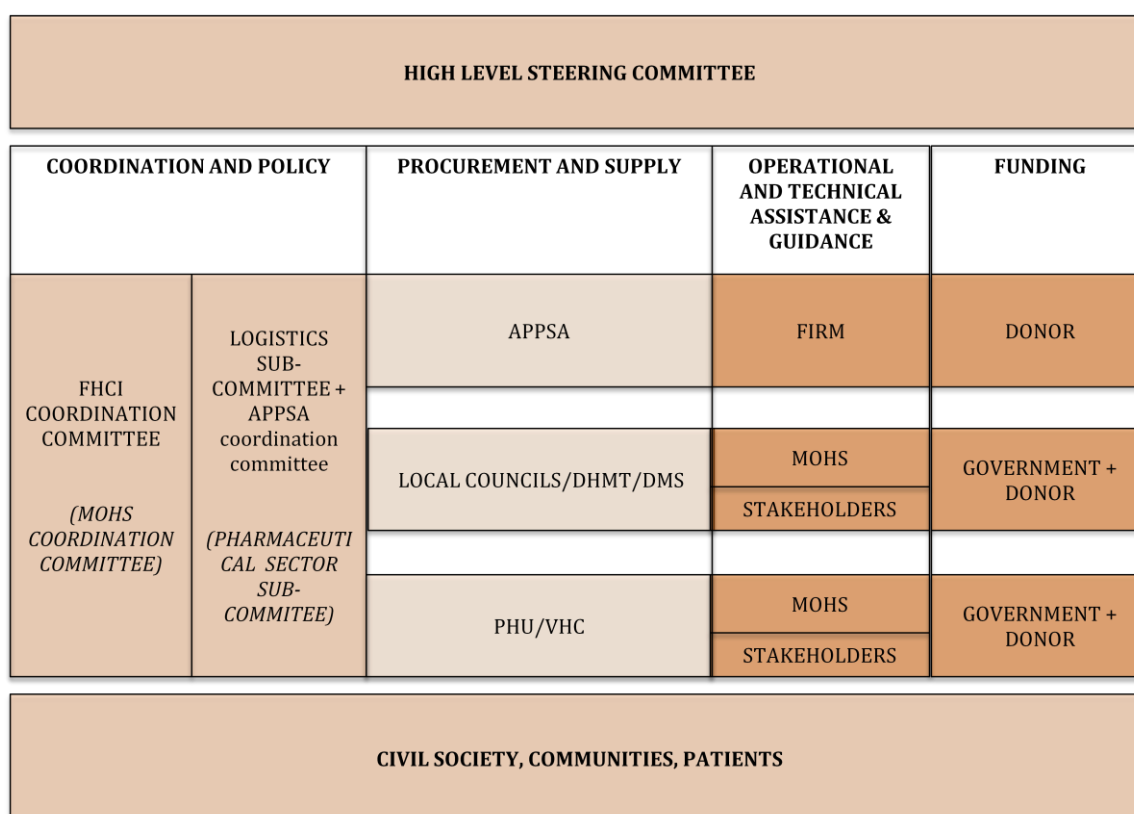 HIGH LEVEL STEERING COMMITTEE
COORDINATION AND POLICY
PROCUREMENT AND SUPPLY
OPERATIONAL
AND TECHNICAL
ASSISTANCE &
GUIDANCE
FUNDING
FHCI
COORDINATION
COMMITTEE
(MOHS
COORDINATION
COMMITTEE)
LOGISTICS
SUB-
COMMITTEE +
APPSA
coordination
committee
(PHARMACEUTI
CAL SECTOR
SUB-
COMMITEE)
APPSA
FIRM
DONOR
LOCAL COUNCILS/DHMT/DMS
MOHS
STAKEHOLDERS
GOVERNMENT +
DONOR
PHU/VHC
MOHS
STAKEHOLDERS
GOVERNMENT +
DONOR
CIVIL SOCIETY, COMMUNITIES, PATIENTS